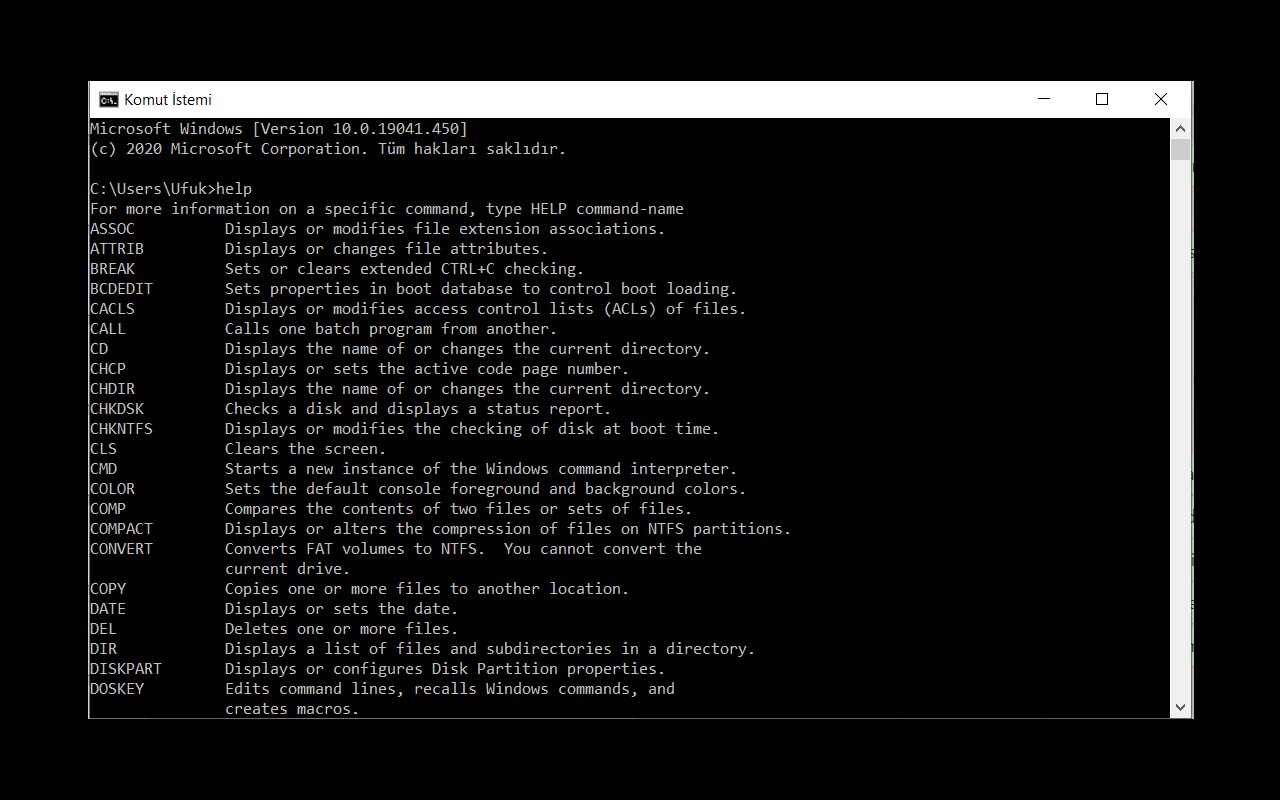 Komut İstemi
Microsoft Windows [Version 10.0.19041.450]
(c) 2020 Microsoft Corporation. Tüm hakları saklıdır.
C:\Users\Ufuk>help
For more information on a specific command, type HELP command-name
ASSOC          Displays or modifies file extension associations.
ATTRIB         Displays or changes file attributes.
BREAK          Sets or clears extended CTRL+C checking.
BCDEDIT        Sets properties in boot database to control boot loading.
CACLS          Displays or modifies access control lists (ACLs) of files.
CALL           Calls one batch program from another.
CD             Displays the name of or changes the current directory.
CHCP           Displays or sets the active code page number.
CHDIR          Displays the name of or changes the current directory.
CHKDSK         Checks a disk and displays a status report.
CHKNTFS        Displays or modifies the checking of disk at boot time.
CLS            Clears the screen.
CMD            Starts a new instance of the Windows command interpreter.
COLOR          Sets the default console foreground and background colors.
COMP           Compares the contents of two files or sets of files.
COMPACT        Displays or alters the compression of files on NTFS partitions.
CONVERT        Converts FAT volumes to NTFS.  You cannot convert the
               current drive.
COPY           Copies one or more files to another location.
DATE           Displays or sets the date.
DEL            Deletes one or more files.
DIR            Displays a list of files and subdirectories in a directory.
DISKPART       Displays or configures Disk Partition properties.
DOSKEY         Edits command lines, recalls Windows commands, and
               creates macros.